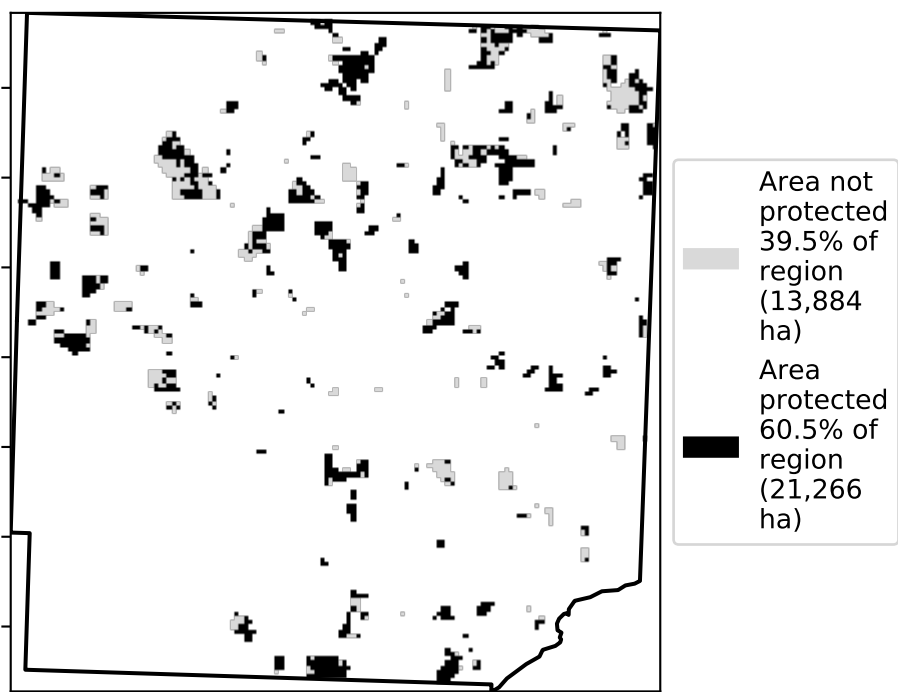 Area not
protected
39.5% of
region
(13,884
ha)
Area
protected
60.5% of
region
(21,266
ha)